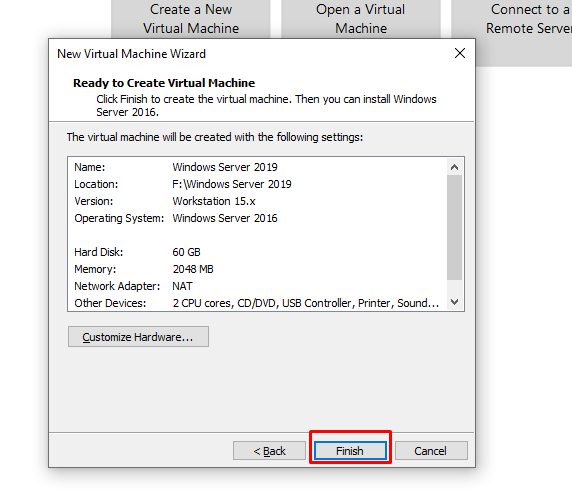 Create a New
Virtual Machine
Open a Virtual
Machine
Connect to a
Remote Server
New Virtual Machine Wizard
Ready to Create Virtual Machine
Click Finish to create the virtual machine. Then you can install Windows
Server 2016.
The virtual machine will be created with the following settings:
Name: Windows Server 2019
Location: F:\Windows Server 2019
Version: Workstation 15.x
Operating System: Windows Server 2016
Hard Disk: 60 GB
Memory: 2048 MB
Network Adapter: NAT
Other Devices: 2 CPU cores, CD/DVD, USB Controller, Printer, Sound...
Customize Hardware...
< Back Finish Cancel